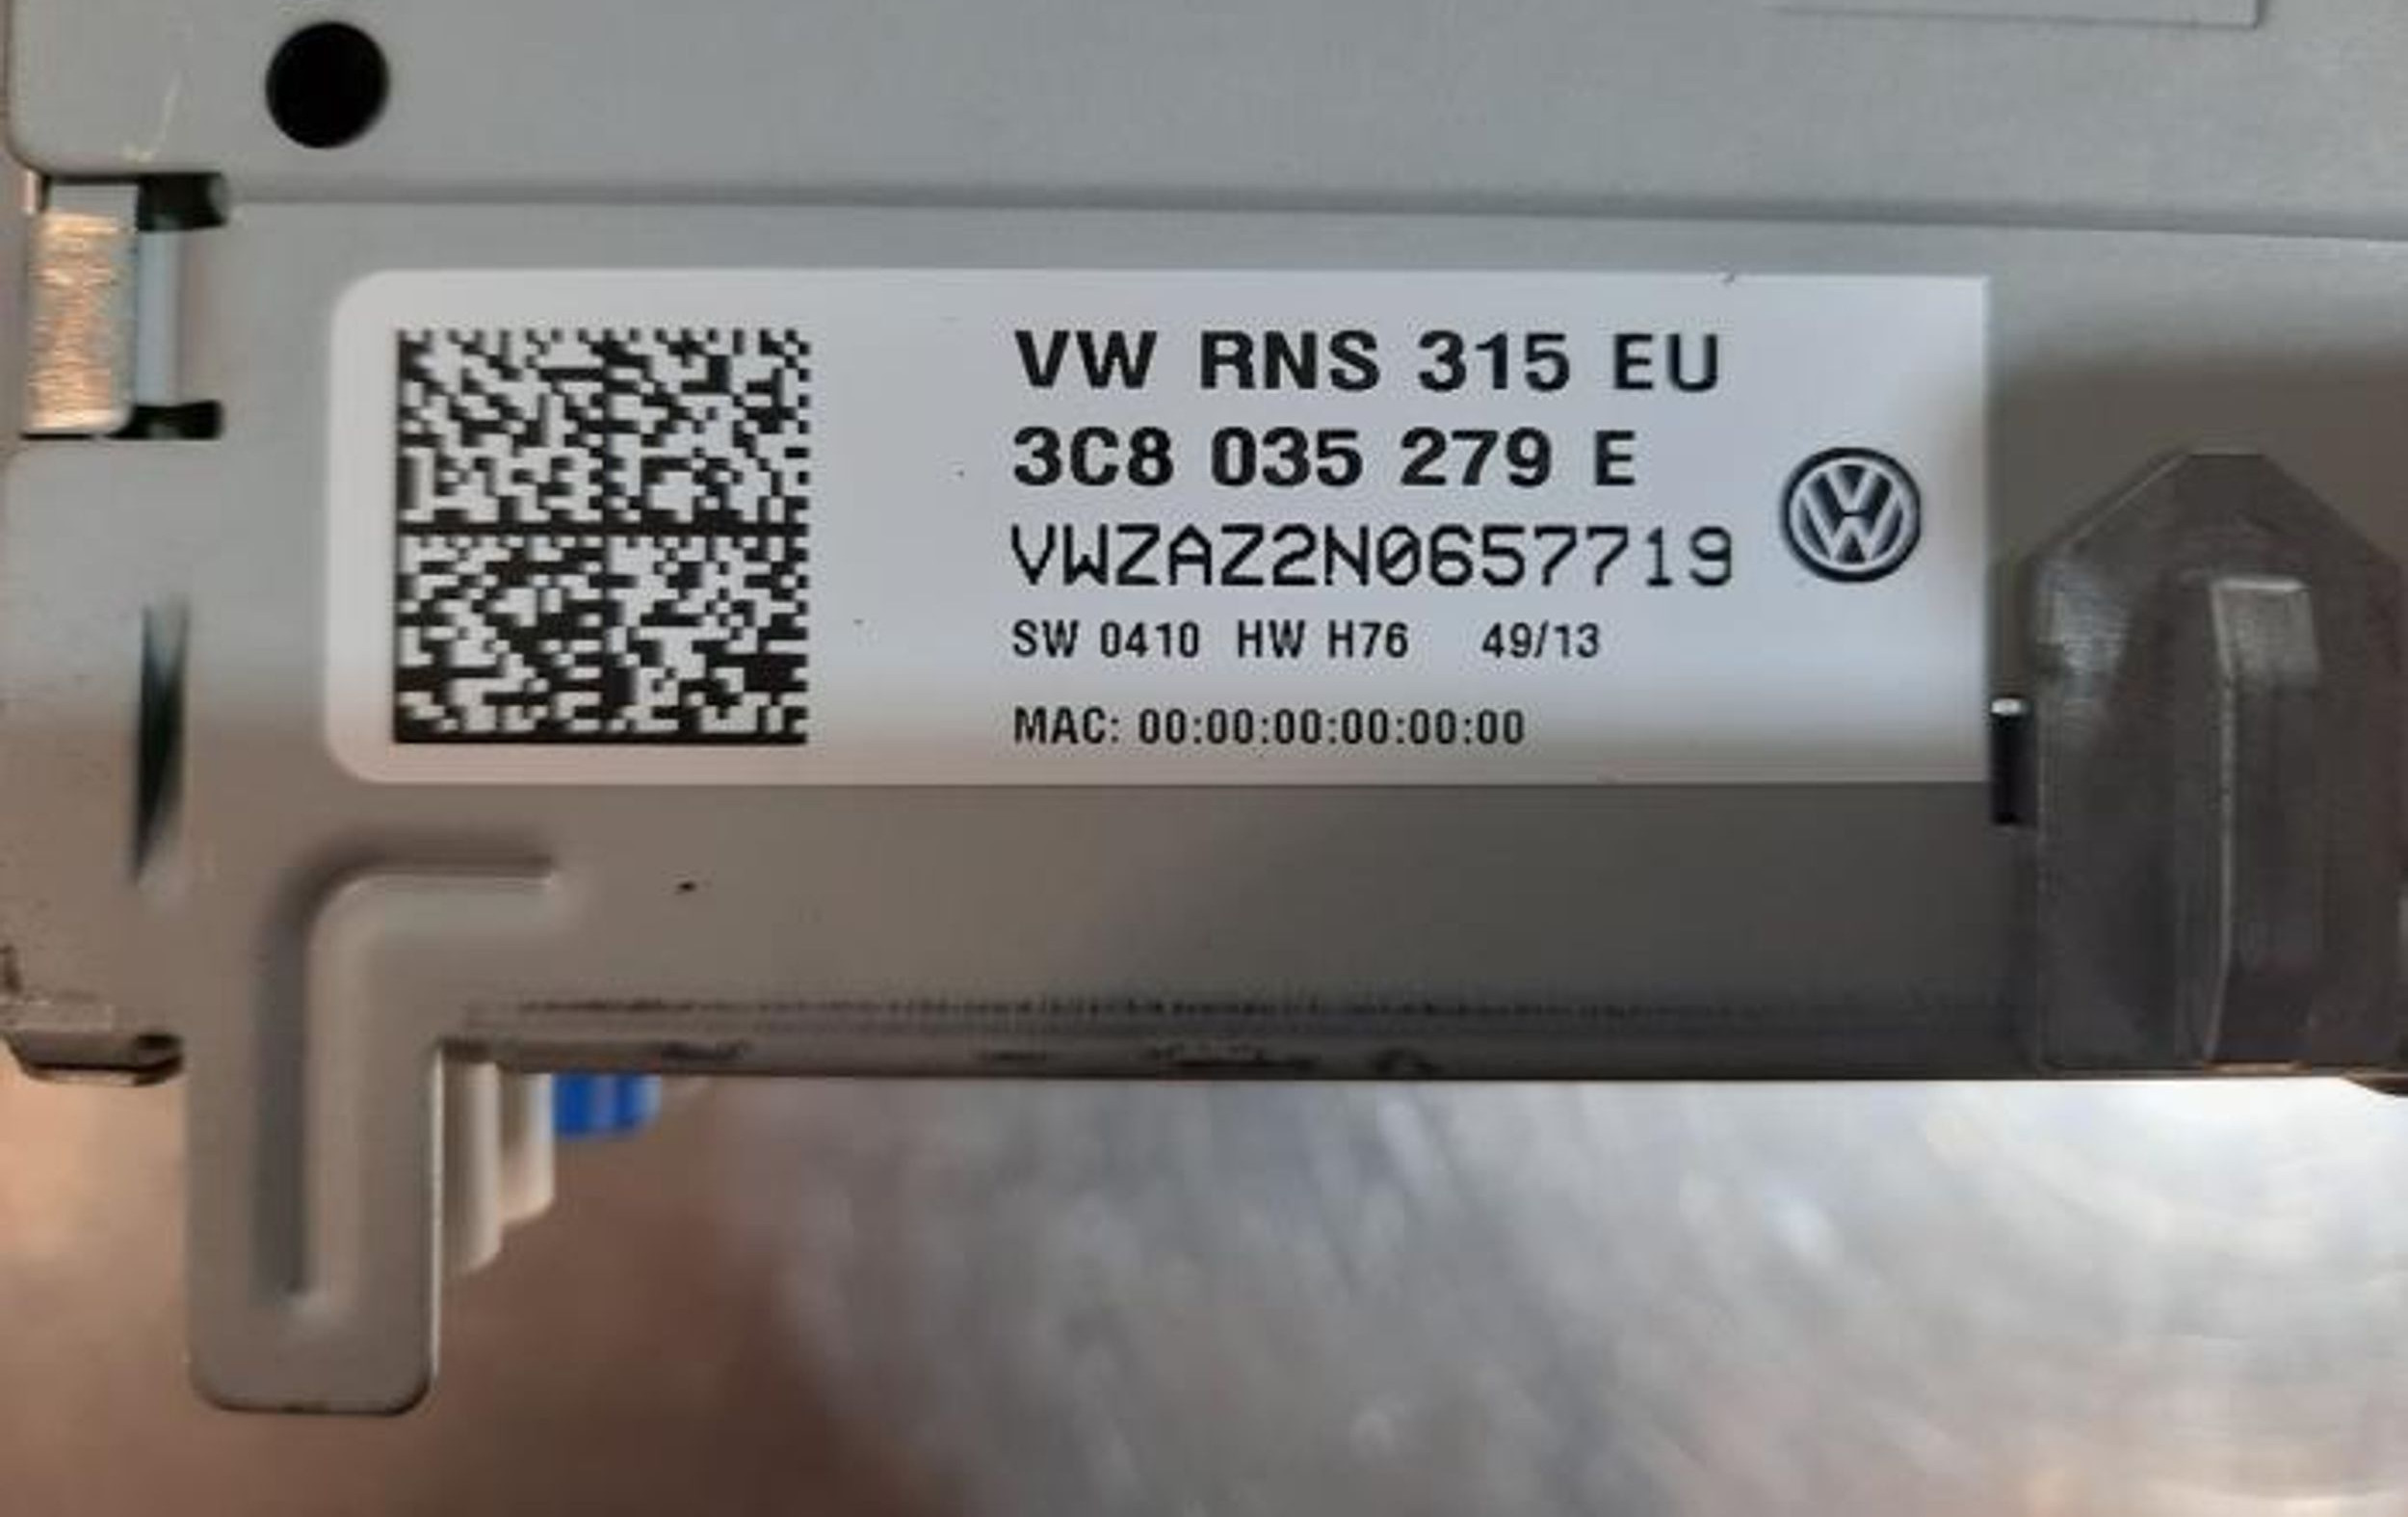 VW RNS 315 EU
3C8 035 279 E
VWZAZ2N0657719
SW 0410 HW H76 49/13
MAC: 00:00:00:00:00:00